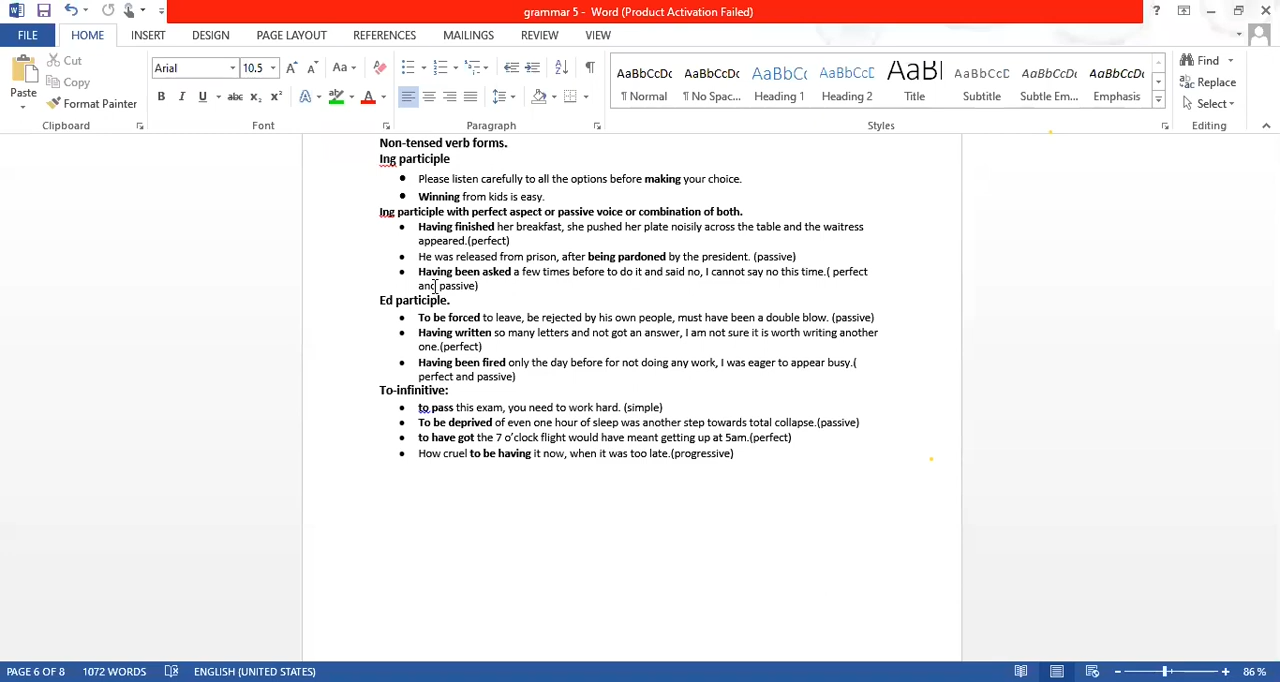 grammar 5 - Word (Product Activation Failed)
FILE HOME INSERT DESIGN PAGE LAYOUT REFERENCES MAILINGS REVIEW VIEW
Paste
Cut
Copy
Format Painter
Clipboard
Arial 10.5
Font
Paragraph
AaBbCcDc AaBbCcDc AaBbCc AaBbCcD AaBl AaBbCcD AaBbCcDc AaBbCcDc
¶ Normal ¶ No Spac... Heading 1 Heading 2 Title Subtitle Subtle Em... Emphasis
Styles
Find
Replace
Select
Editing
Non-tensed verb forms.
Ing participle
• Please listen carefully to all the options before making your choice.
• Winning from kids is easy.
Ing participle with perfect aspect or passive voice or combination of both.
• Having finished her breakfast, she pushed her plate noisily across the table and the waitress
appeared.(perfect)
• He was released from prison, after being pardoned by the president. (passive)
• Having been asked a few times before to do it and said no, I cannot say no this time.( perfect
and passive)
Ed participle.
• To be forced to leave, be rejected by his own people, must have been a double blow. (passive)
• Having written so many letters and not got an answer, I am not sure it is worth writing another
one.(perfect)
• Having been fired only the day before for not doing any work, I was eager to appear busy.(
perfect and passive)
To-infinitive:
• to pass this exam, you need to work hard. (simple)
• To be deprived of even one hour of sleep was another step towards total collapse.(passive)
• to have got the 7 o'clock flight would have meant getting up at 5am.(perfect)
• How cruel to be having it now, when it was too late.(progressive)
PAGE 6 OF 8 1072 WORDS ENGLISH (UNITED STATES) 86%